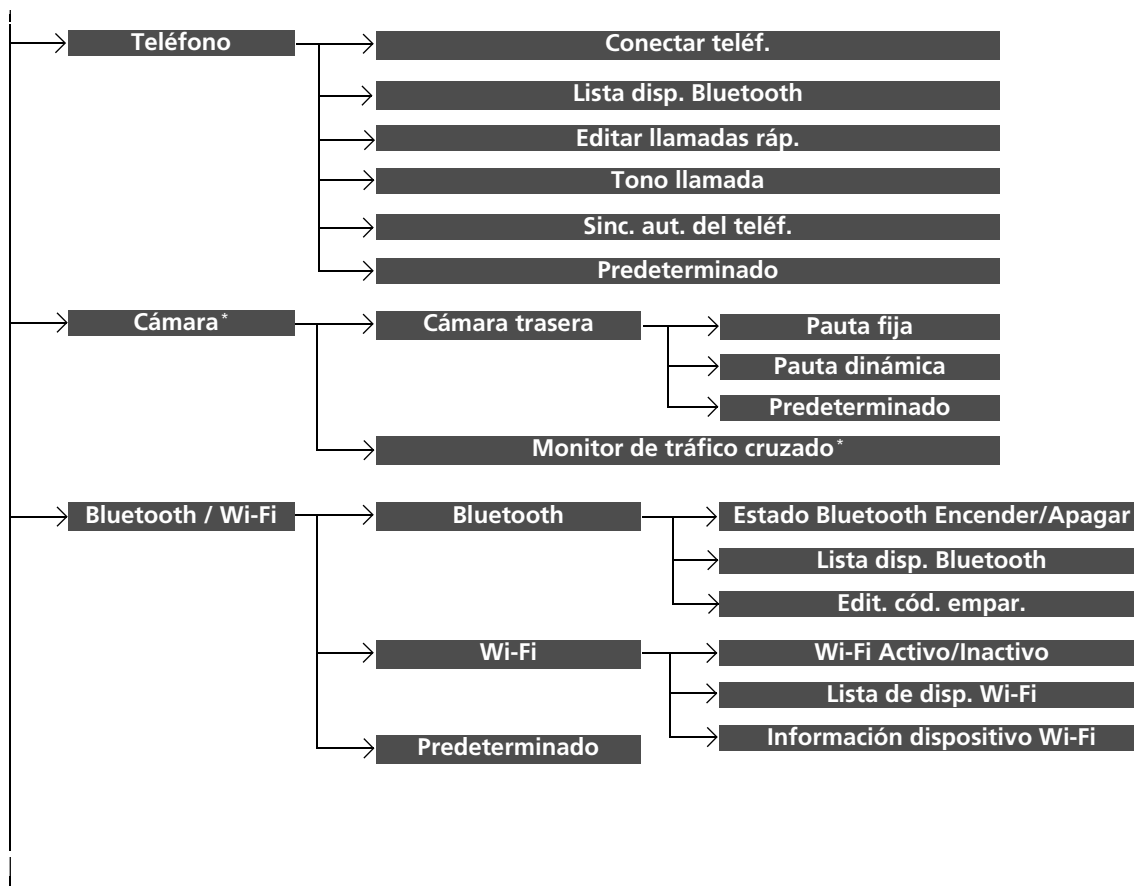 Teléfono
Conectar teléf.
Lista disp. Bluetooth
Editar llamadas ráp.
Tono llamada
Sinc. aut. del teléf.
Predeterminado
Cámara*
Cámara trasera
Pauta fija
Pauta dinámica
Predeterminado
Monitor de tráfico cruzado*
Bluetooth / Wi-Fi
Bluetooth
Estado Bluetooth Encender/Apagar
Lista disp. Bluetooth
Edit. cód. empar.
Wi-Fi
Wi-Fi Activo/Inactivo
Lista de disp. Wi-Fi
Información dispositivo Wi-Fi
Predeterminado